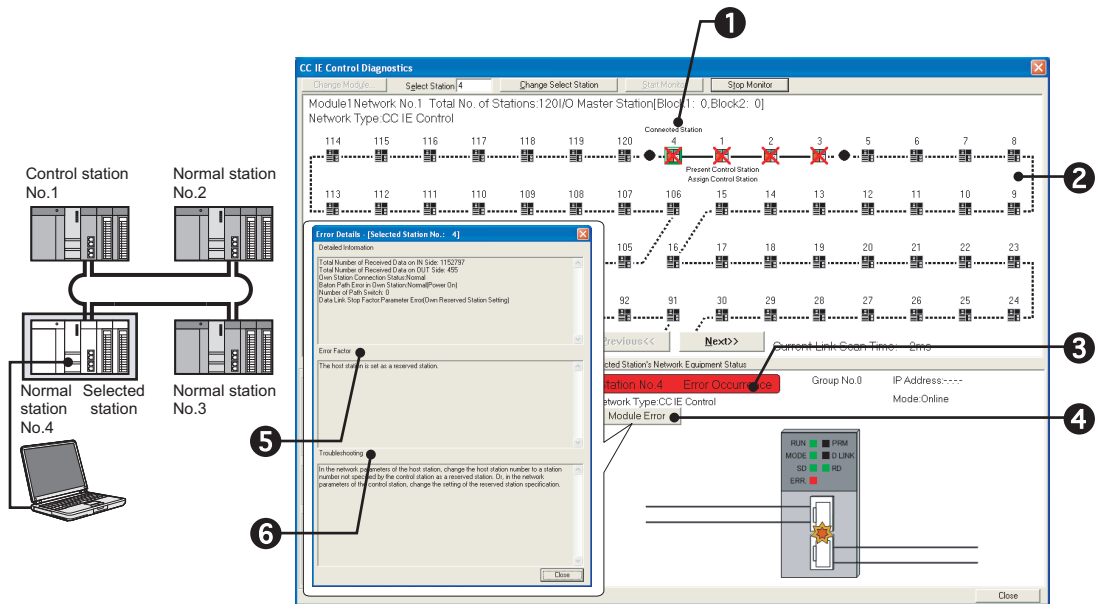 1
CC IE Control Diagnostics
Change Module...
Select Station 4
Change Select Station
Start Monitor
Stop Monitor
Module1 Network No.1 Total No. of Stations:120 I/O Master Station[Block1: 0,Block2: 0]
Network Type:CC IE Control
Connected Station
114 115 116 117 118 119 120 4 1 2 3 5 6 7 8
Present Control Station
Assign Control Station
2
113 112 111 110 109 108 107 106 15 14 13 12 11 10 9
105 16 17 18 19 20 21 22 23
92 91 30 29 28 27 26 25 24
Previous<<
Next>>
Current Link Scan Time: 2ms
3
cted Station's Network Equipment Status
Station No.4 Error Occurrence
Group No.0
IP Address:-.-.-.-
Mode:Online
etwork Type:CC IE Control
Module Error
4
RUN PRM
MODE D LINK
SD RD
ERR.
Close
Control station No.1
Normal station No.2
Normal station No.4
Selected station
Normal station No.3
Error Details - [Selected Station No.: 4]
Detailed Information
Total Number of Received Data on IN Side: 1152797
Total Number of Received Data on OUT Side: 455
Own Station Connection Status:Normal
Baton Path Error in Own Station:Normal(Power On)
Number of Path Switch: 0
Data Link Stop Factor:Parameter Error(Own Reserved Station Setting)
5
Error Factor
The host station is set as a reserved station.
6
Troubleshooting
In the network parameters of the host station, change the host station number to a station
number not specified by the control station as a reserved station. Or, in the network
parameters of the control station, change the setting of the reserved station specification.
Close